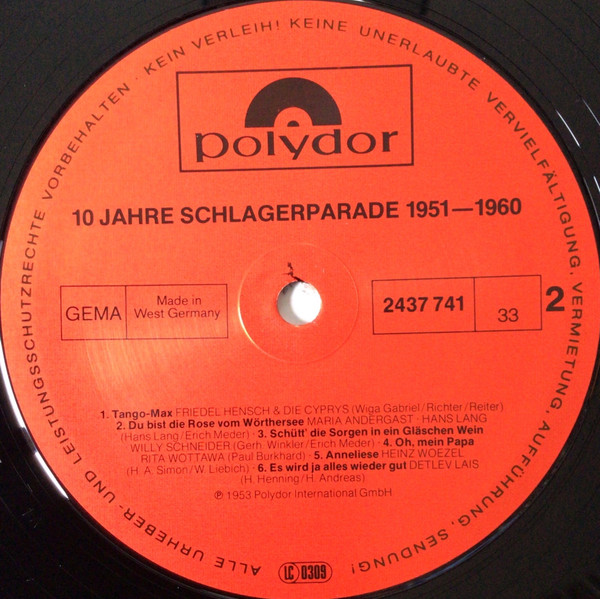 ALLE URHEBER- UND LEISTUNGSSCHUTZRECHTE VORBEHALTEN · KEIN VERLEIH! KEINE UNERLAUBTE VERVIELFÄLTIGUNG, VERMIETUNG, AUFFÜHRUNG, SENDUNG!
polydor
10 JAHRE SCHLAGERPARADE 1951—1960
GEMA
Made in
West Germany
2437 741
33
2
1. Tango-Max FRIEDEL HENSCH & DIE CYPRYS (Wiga Gabriel/Richter/Reiter)
2. Du bist die Rose vom Wörthersee MARIA ANDERGAST · HANS LANG
(Hans Lang/Erich Meder) · 3. Schütt' die Sorgen in ein Gläschen Wein
WILLY SCHNEIDER (Gerh. Winkler/Erich Meder) · 4. Oh, mein Papa
RITA WOTTAWA (Paul Burkhard) · 5. Anneliese HEINZ WOEZEL
(H. A. Simon/W. Liebich) · 6. Es wird ja alles wieder gut DETLEV LAIS
(H. Henning/H. Andreas)
℗ 1953 Polydor International GmbH
LC 0309